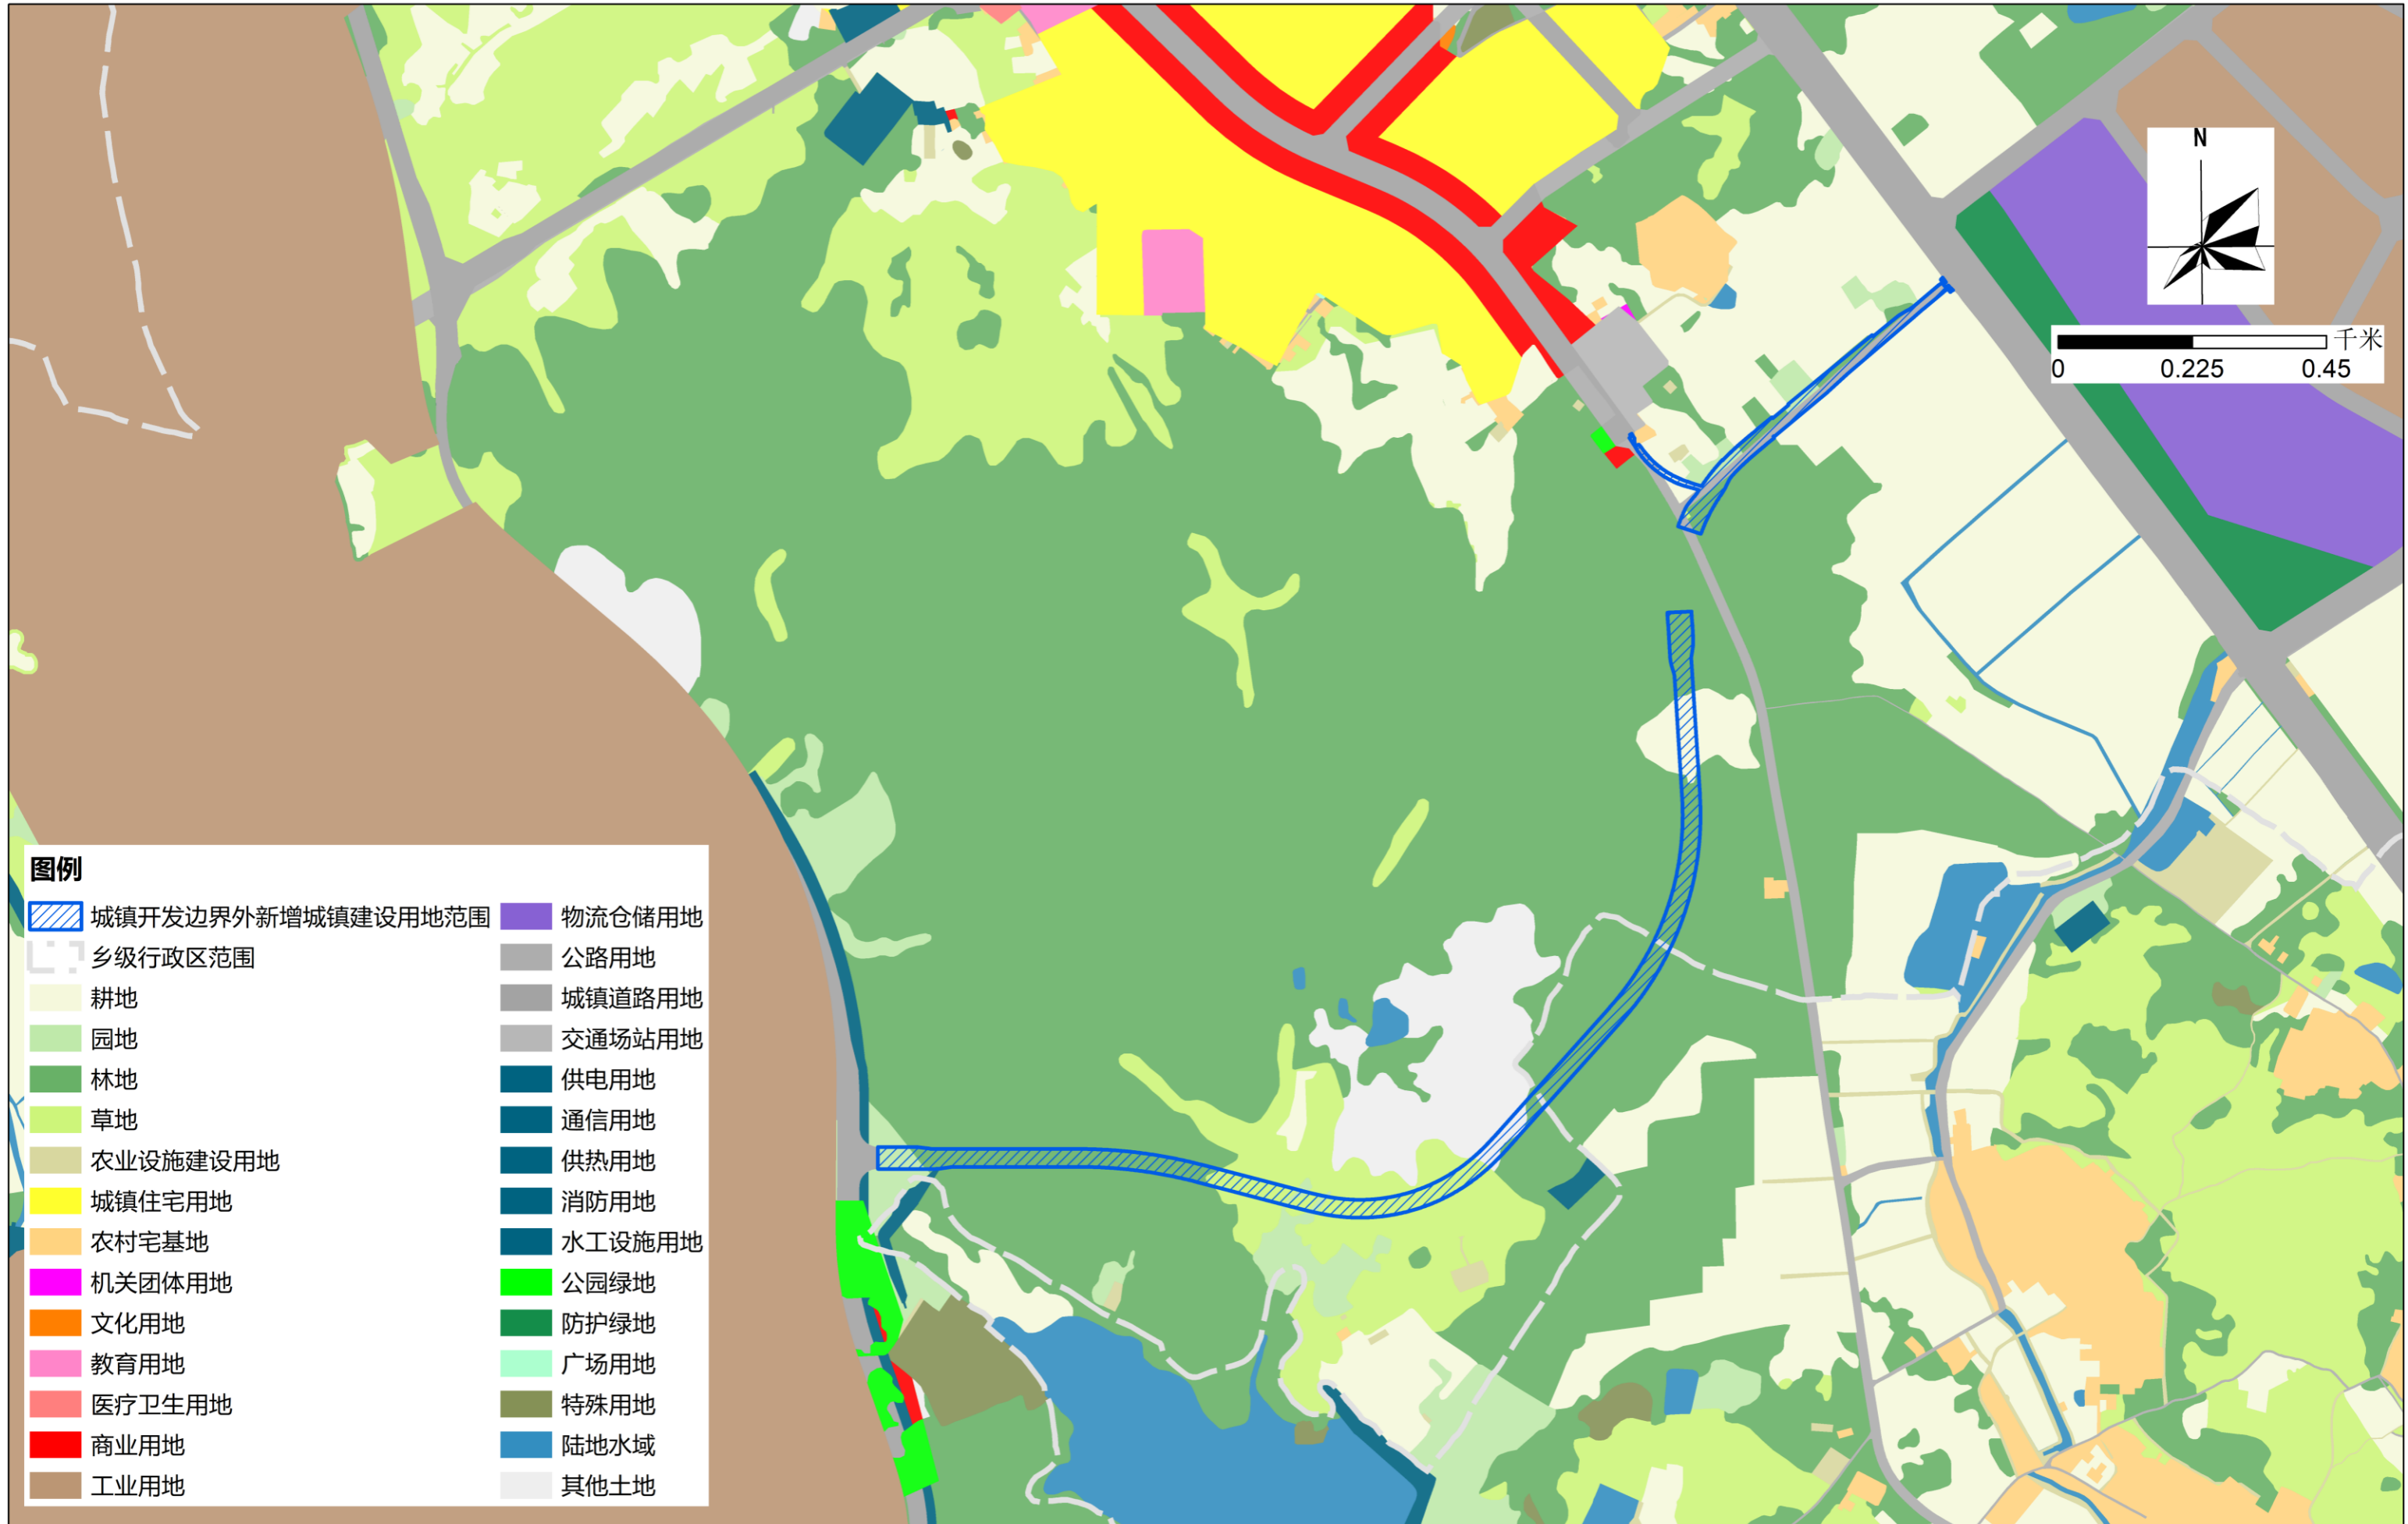 N
千米
0 0.225 0.45
图例
城镇开发边界外新增城镇建设用地范围
乡级行政区范围
耕地
园地
林地
草地
农业设施建设用地
城镇住宅用地
农村宅基地
机关团体用地
文化用地
教育用地
医疗卫生用地
商业用地
工业用地
物流仓储用地
公路用地
城镇道路用地
交通场站用地
供电用地
通信用地
供热用地
消防用地
水工设施用地
公园绿地
防护绿地
广场用地
特殊用地
陆地水域
其他土地